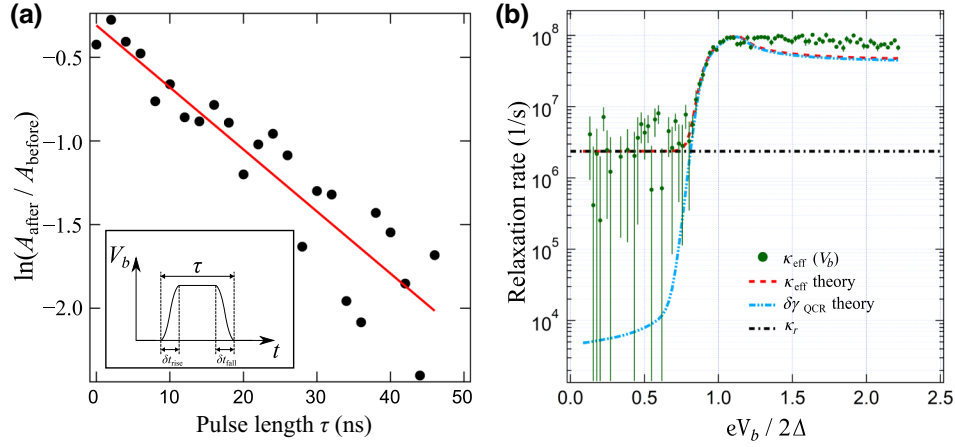 (a)
−0.5
−1.0
−1.5
−2.0
ln(A_after / A_before)
V_b
τ
δt_rise
δt_fall
t
0 10 20 30 40 50
Pulse length τ (ns)
(b)
10^8
10^7
10^6
10^5
10^4
Relaxation rate (1/s)
κ_eff (V_b)
κ_eff theory
δγ_QCR theory
κ_r
0.0 0.5 1.0 1.5 2.0 2.5
eV_b / 2Δ